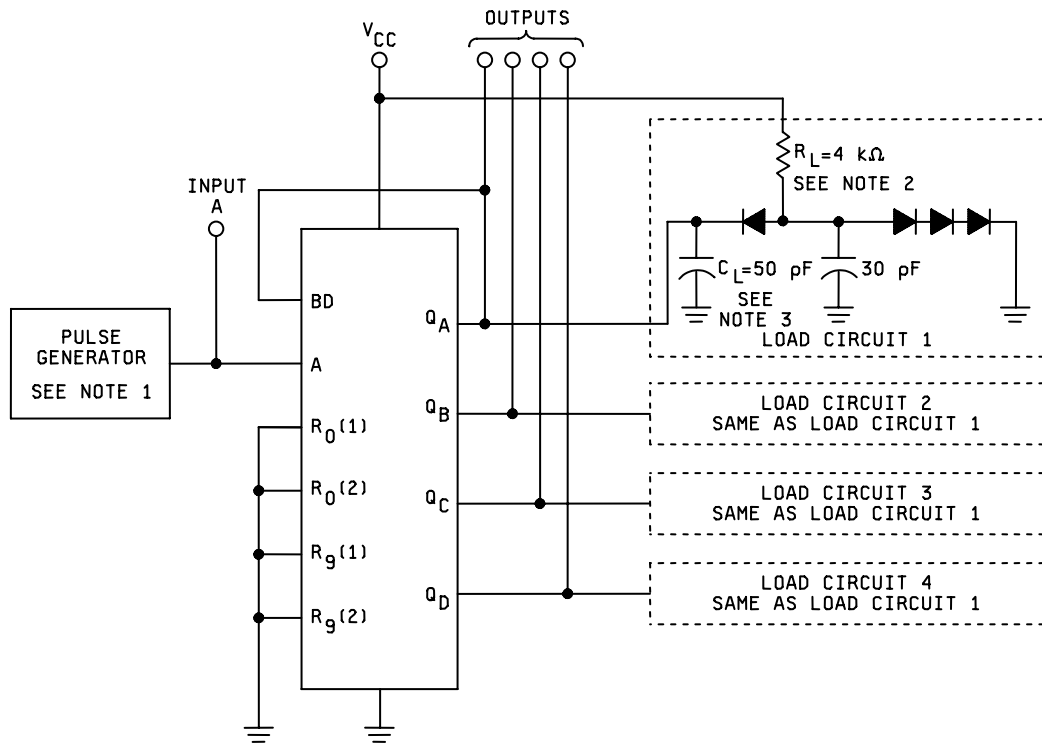 OUTPUTS
VCC
INPUT
A
RL=4 kΩ
SEE NOTE 2
CL=50 pF
30 pF
SEE
NOTE 3
LOAD CIRCUIT 1
PULSE
GENERATOR
SEE NOTE 1
BD
A
R0(1)
R0(2)
R9(1)
R9(2)
QA
QB
QC
QD
LOAD CIRCUIT 2
SAME AS LOAD CIRCUIT 1
LOAD CIRCUIT 3
SAME AS LOAD CIRCUIT 1
LOAD CIRCUIT 4
SAME AS LOAD CIRCUIT 1